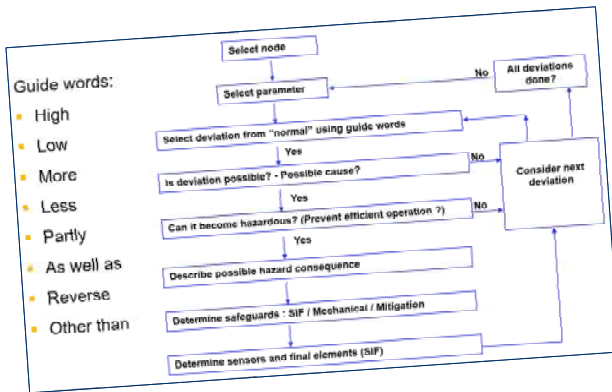 Guide words:
High
Low
More
Less
Partly
As well as
Reverse
Other than
Select node
Select parameter
No
All deviations
done?
Select deviation from "normal" using guide words
Yes
Is deviation possible? - Possible cause?
No
Consider next
deviation
Yes
Can it become hazardous? (Prevent efficient operation ?)
No
Yes
Describe possible hazard consequence
Determine safeguards : SIF / Mechanical / Mitigation
Determine sensors and final elements (SIF)